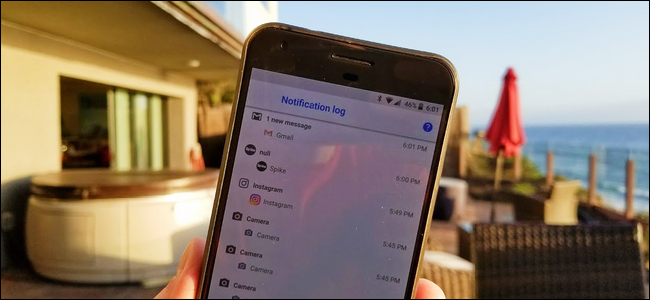 46% 6:01
Notification log ?
1 new message
Gmail 6:01 PM
null
Spike 6:00 PM
Instagram
Instagram 5:49 PM
Camera
Camera 5:45 PM
Camera
Camera 5:45 PM
Camera